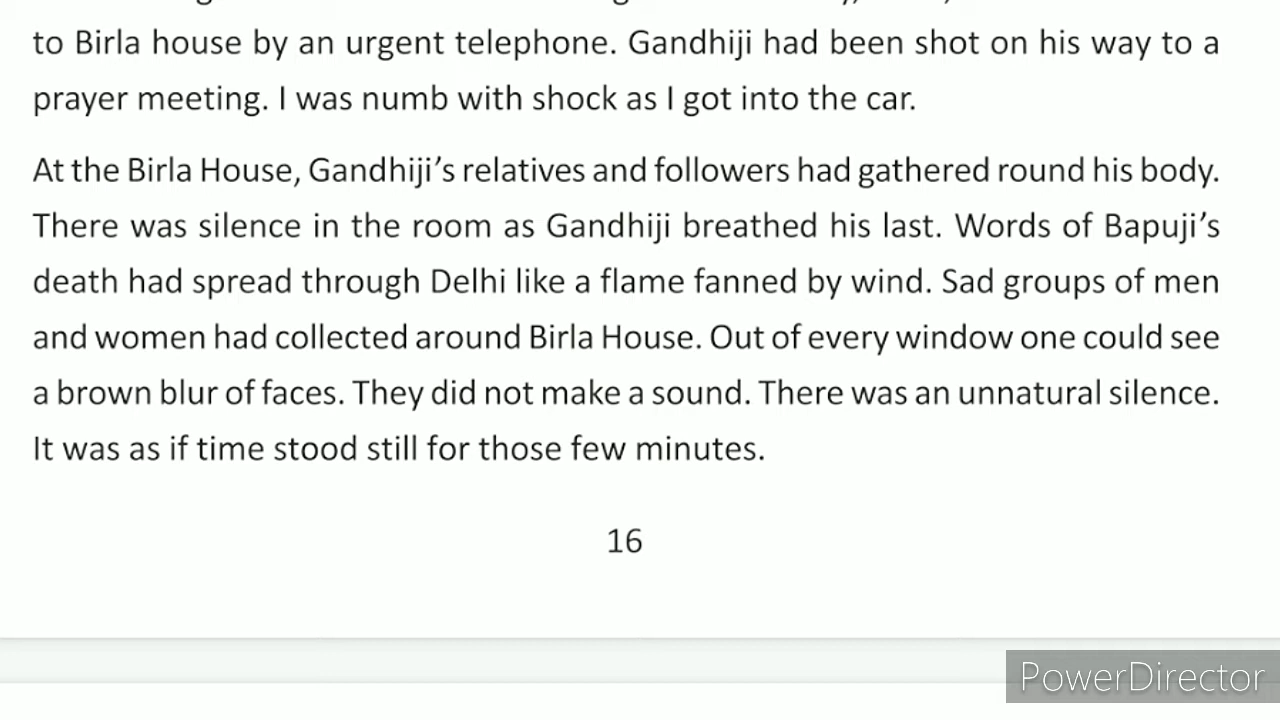 to Birla house by an urgent telephone. Gandhiji had been shot on his way to a
prayer meeting. I was numb with shock as I got into the car.
At the Birla House, Gandhiji’s relatives and followers had gathered round his body.
There was silence in the room as Gandhiji breathed his last. Words of Bapuji’s
death had spread through Delhi like a flame fanned by wind. Sad groups of men
and women had collected around Birla House. Out of every window one could see
a brown blur of faces. They did not make a sound. There was an unnatural silence.
It was as if time stood still for those few minutes.
16
PowerDirector